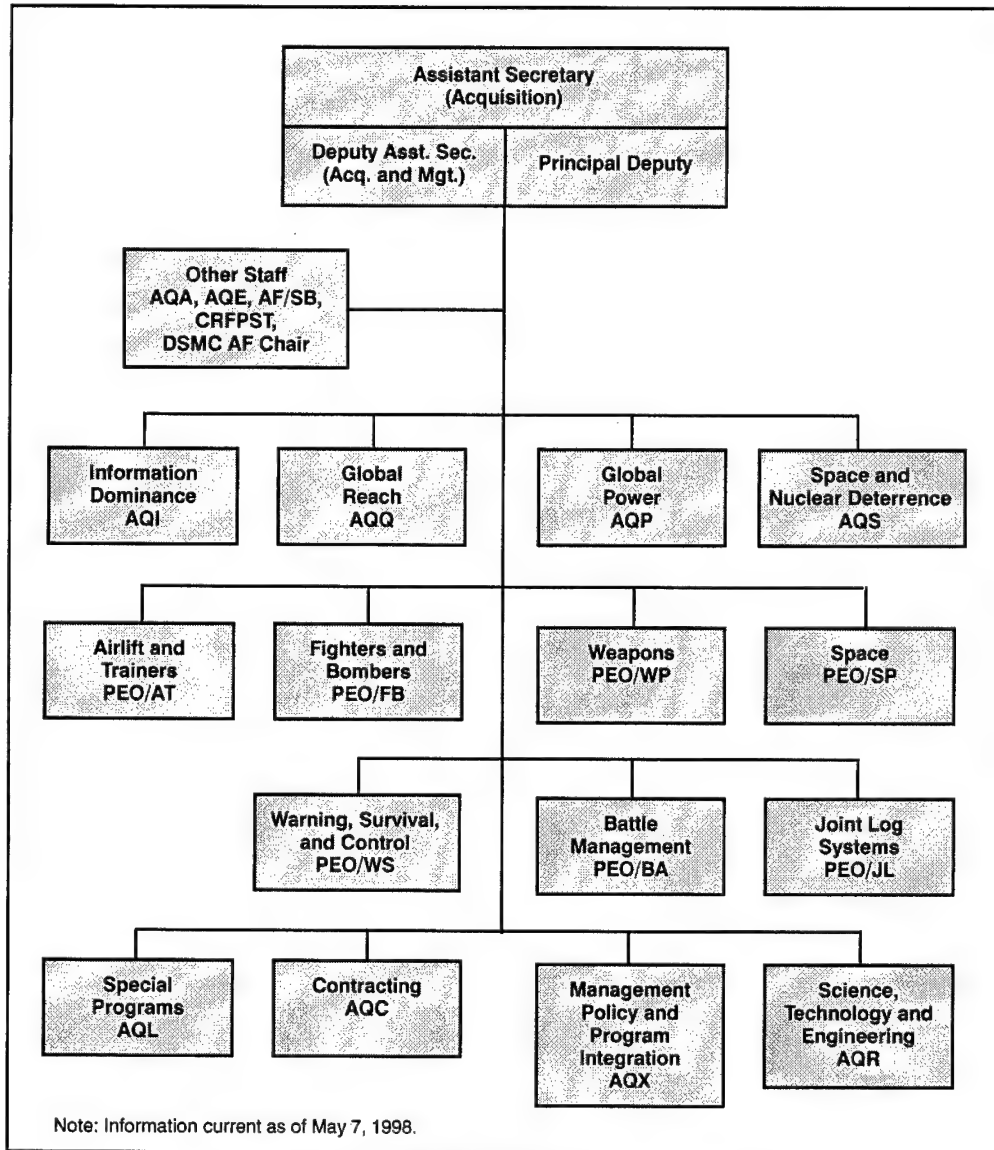 Assistant Secretary
(Acquisition)
Deputy Asst. Sec.
(Acq. and Mgt.)
Principal Deputy
Other Staff
AQA, AQE, AF/SB,
CRFPST,
DSMC AF Chair
Information
Dominance
AQI
Global
Reach
AQQ
Global
Power
AQP
Space and
Nuclear Deterrence
AQS
Airlift and
Trainers
PEO/AT
Fighters and
Bombers
PEO/FB
Weapons
PEO/WP
Space
PEO/SP
Warning, Survival,
and Control
PEO/WS
Battle
Management
PEO/BA
Joint Log
Systems
PEO/JL
Special
Programs
AQL
Contracting
AQC
Management
Policy and
Program
Integration
AQX
Science,
Technology and
Engineering
AQR
Note: Information current as of May 7, 1998.